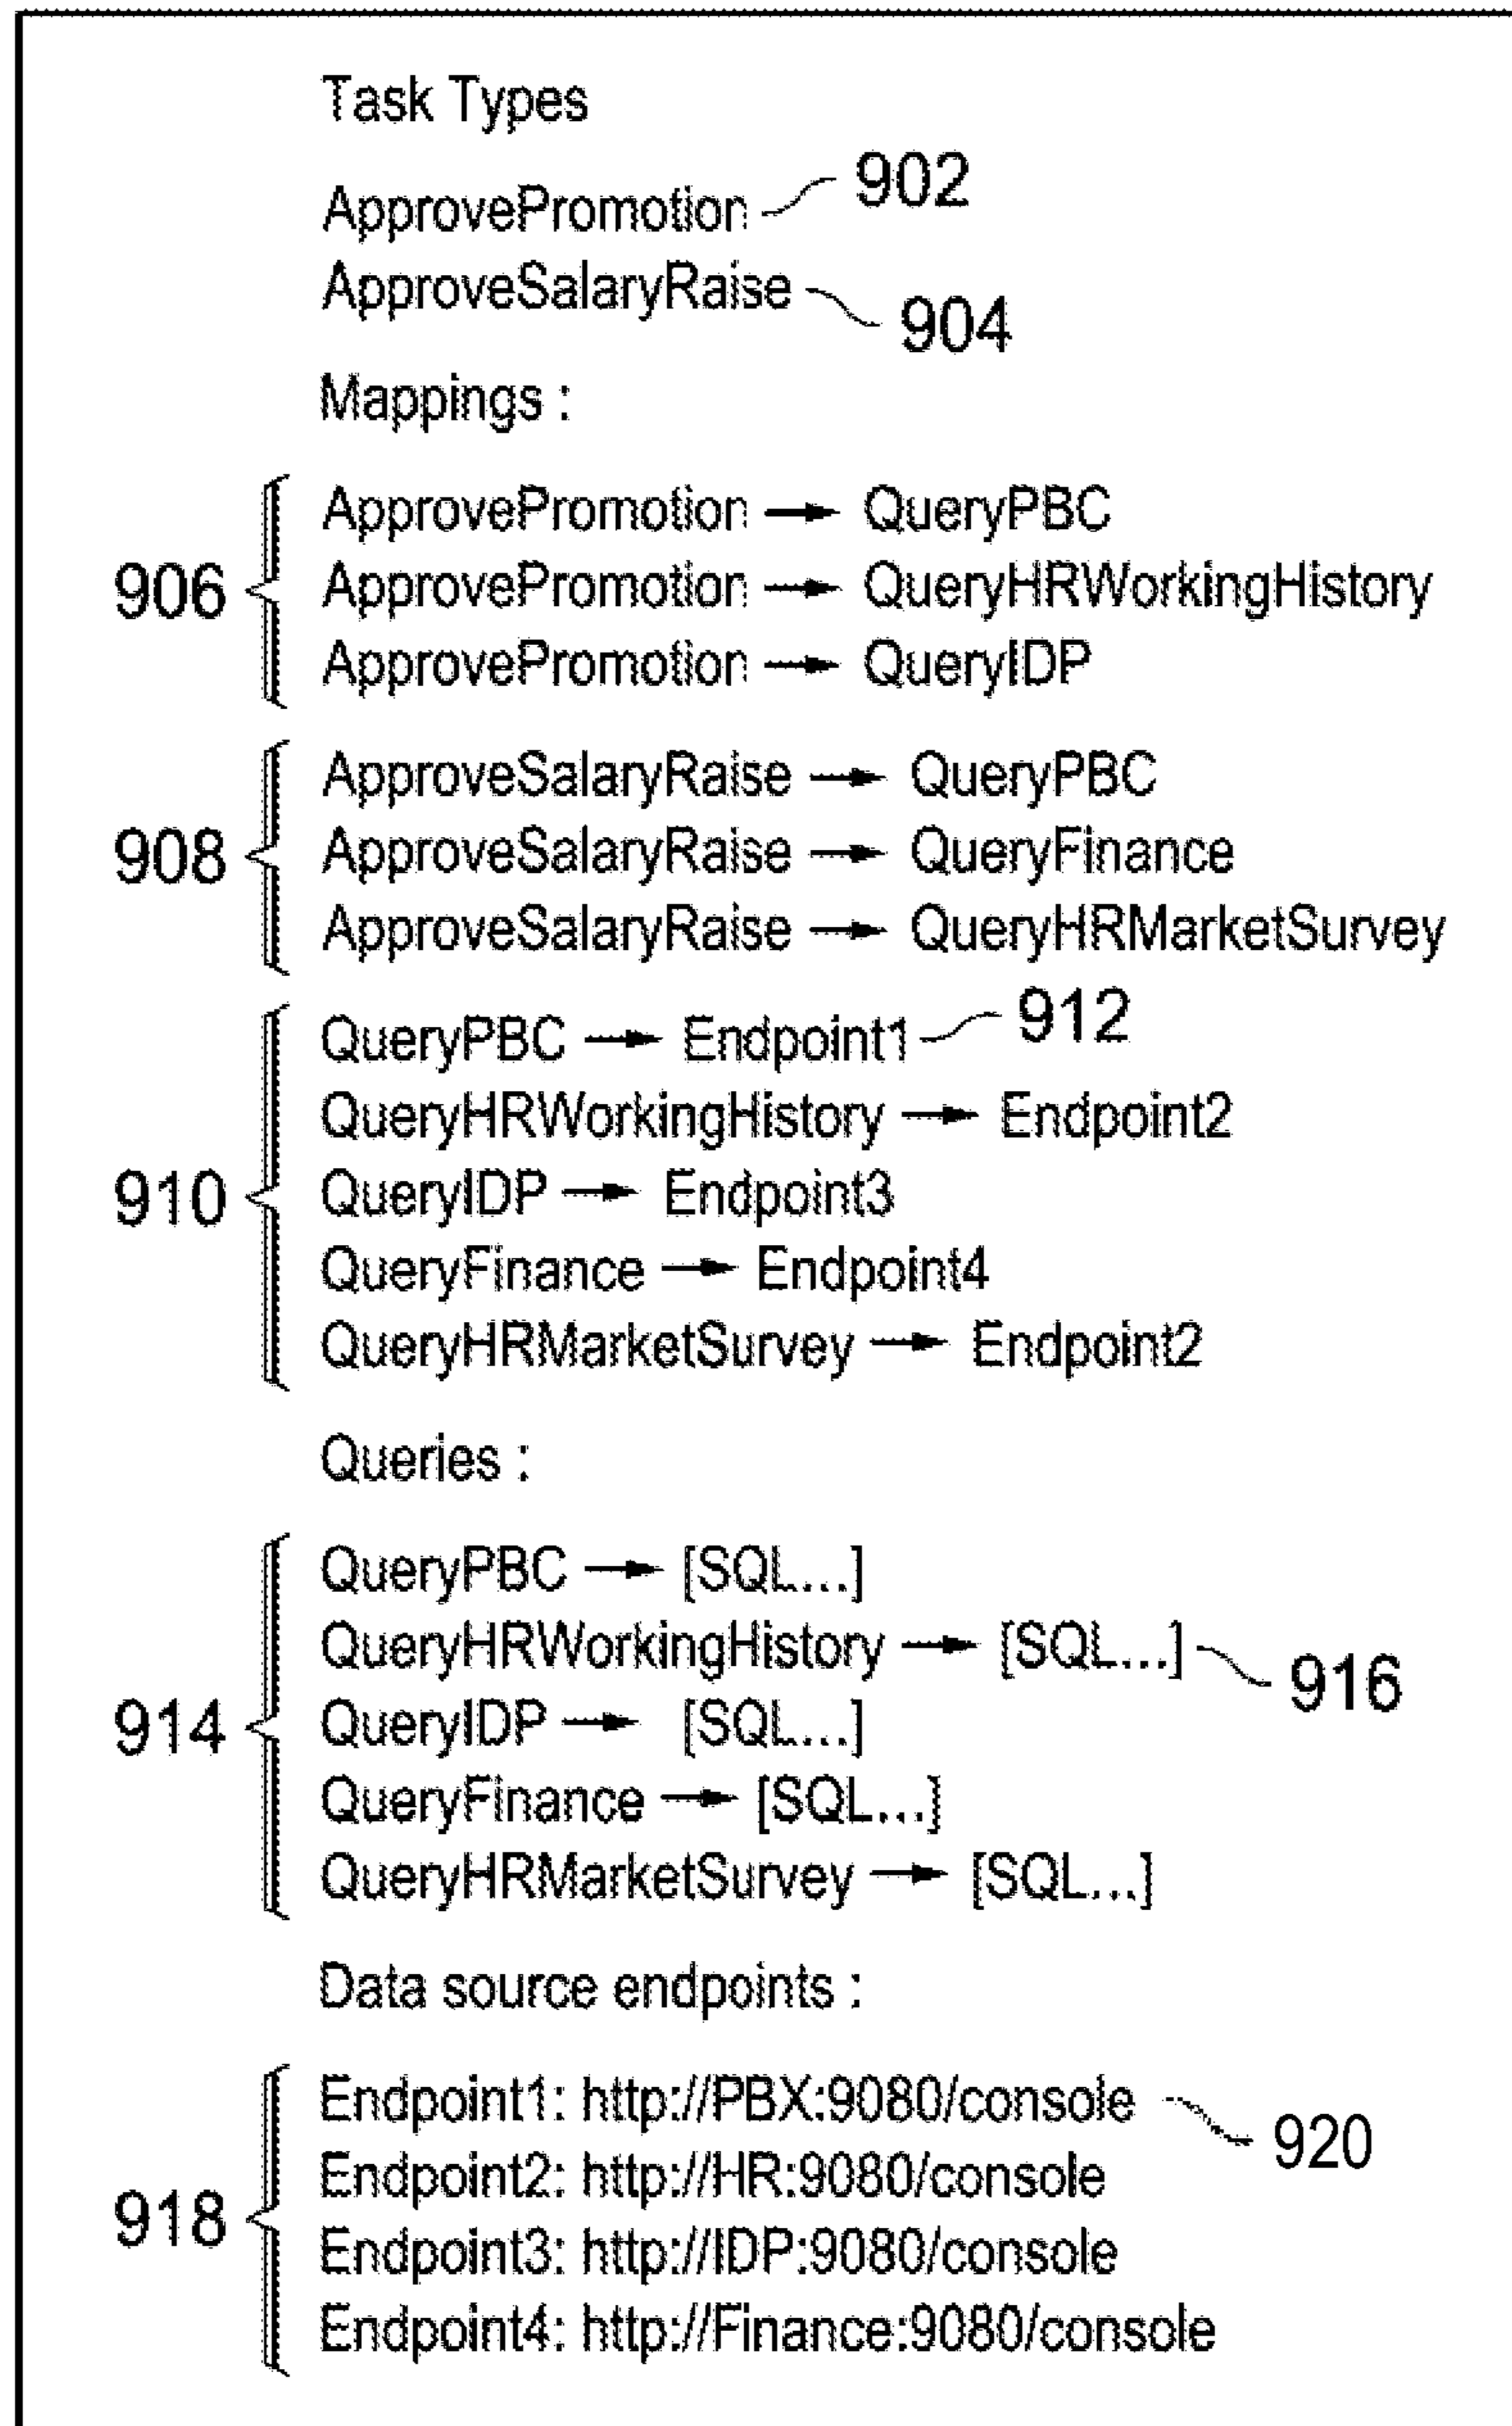 Task Types
ApprovePromotion 902
ApproveSalaryRaise 904
Mappings :
ApprovePromotion → QueryPBC
906 ApprovePromotion → QueryHRWorkingHistory
ApprovePromotion → QueryIDP
ApproveSalaryRaise → QueryPBC
908 ApproveSalaryRaise → QueryFinance
ApproveSalaryRaise → QueryHRMarketSurvey
QueryPBC → Endpoint1 912
QueryHRWorkingHistory → Endpoint2
910 QueryIDP → Endpoint3
QueryFinance → Endpoint4
QueryHRMarketSurvey → Endpoint2
Queries :
QueryPBC → [SQL...]
QueryHRWorkingHistory → [SQL...] 916
914 QueryIDP → [SQL...]
QueryFinance → [SQL...]
QueryHRMarketSurvey → [SQL...]
Data source endpoints :
Endpoint1: http://PBX:9080/console 920
Endpoint2: http://HR:9080/console
918 Endpoint3: http://IDP:9080/console
Endpoint4: http://Finance:9080/console